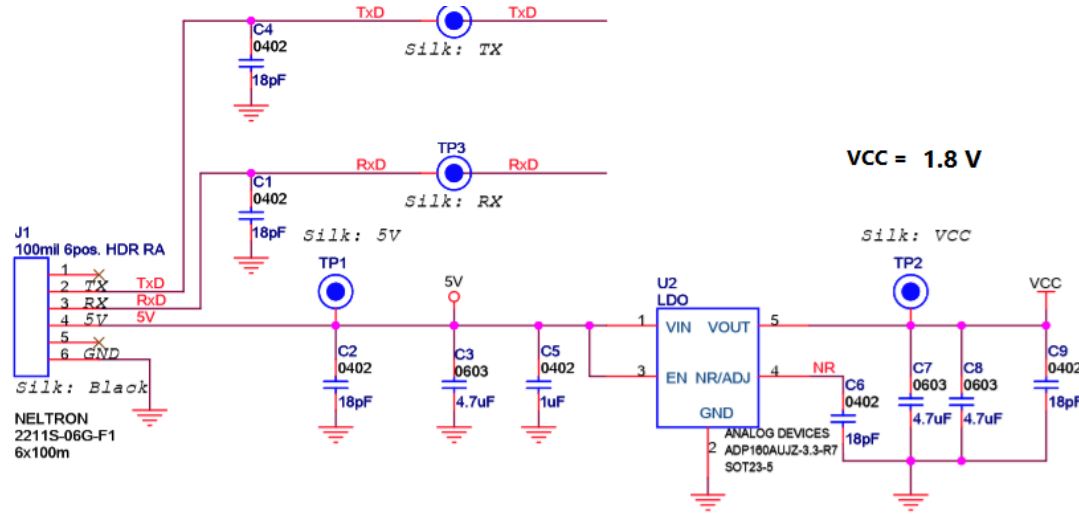 TxD
TxD
C4
0402
18pF
Silk: TX
RxD
TP3
RxD
C1
0402
18pF
Silk: RX
VCC = 1.8 V
J1
100mil 6pos. HDR RA
1
2 TX TxD
3 RX RxD
4 5V 5V
5
6 GND
Silk: Black
NELTRON
2211S-06G-F1
6x100m
Silk: 5V
TP1
5V
C2
0402
18pF
C3
0603
4.7uF
C5
0402
1uF
U2
LDO
1 VIN VOUT 5
3 EN NR/ADJ 4
GND
2
NR
ANALOG DEVICES
ADP160AUJZ-3.3-R7
SOT23-5
C6
0402
18pF
Silk: VCC
TP2
VCC
C7
0603
4.7uF
C8
0603
4.7uF
C9
0402
18pF